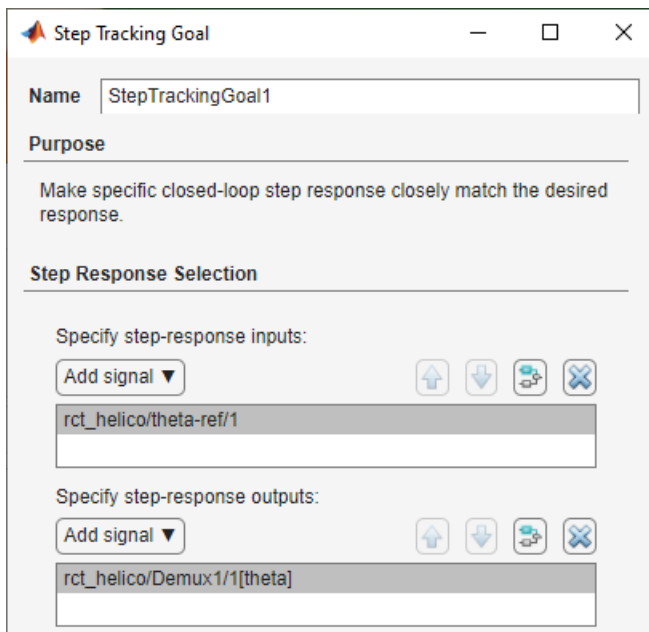 Step Tracking Goal
Name StepTrackingGoal1
Purpose
Make specific closed-loop step response closely match the desired
response.
Step Response Selection
Specify step-response inputs:
Add signal ▼
rct_helico/theta-ref/1
Specify step-response outputs:
Add signal ▼
rct_helico/Demux1/1[theta]